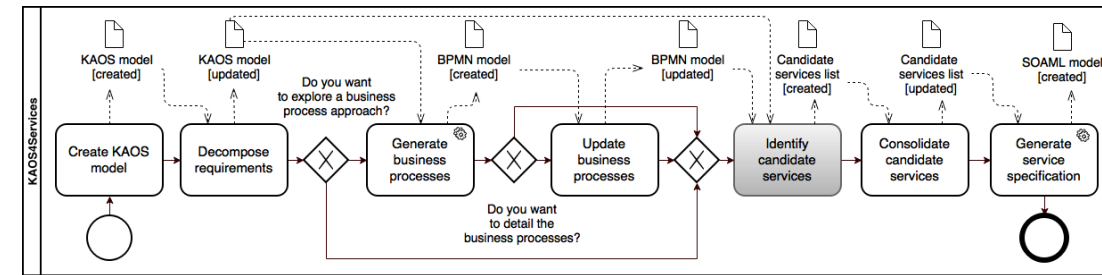 KAOS4Services
KAOS model
[created]
KAOS model
[updated]
BPMN model
[created]
BPMN model
[updated]
Candidate
services list
[created]
Candidate
services list
[updated]
SOAML model
[created]
Do you want
to explore a business
process approach?
Create KAOS
model
Decompose
requirements
X
Generate
business
processes
X
Update
business
processes
X
Identify
candidate
services
Consolidate
candidate
services
Generate
service
specification
Do you want
to detail the
business processes?